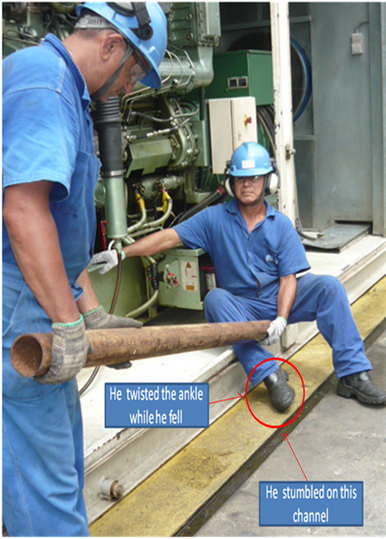 He twisted the ankle
while he fell
He stumbled on this
channel